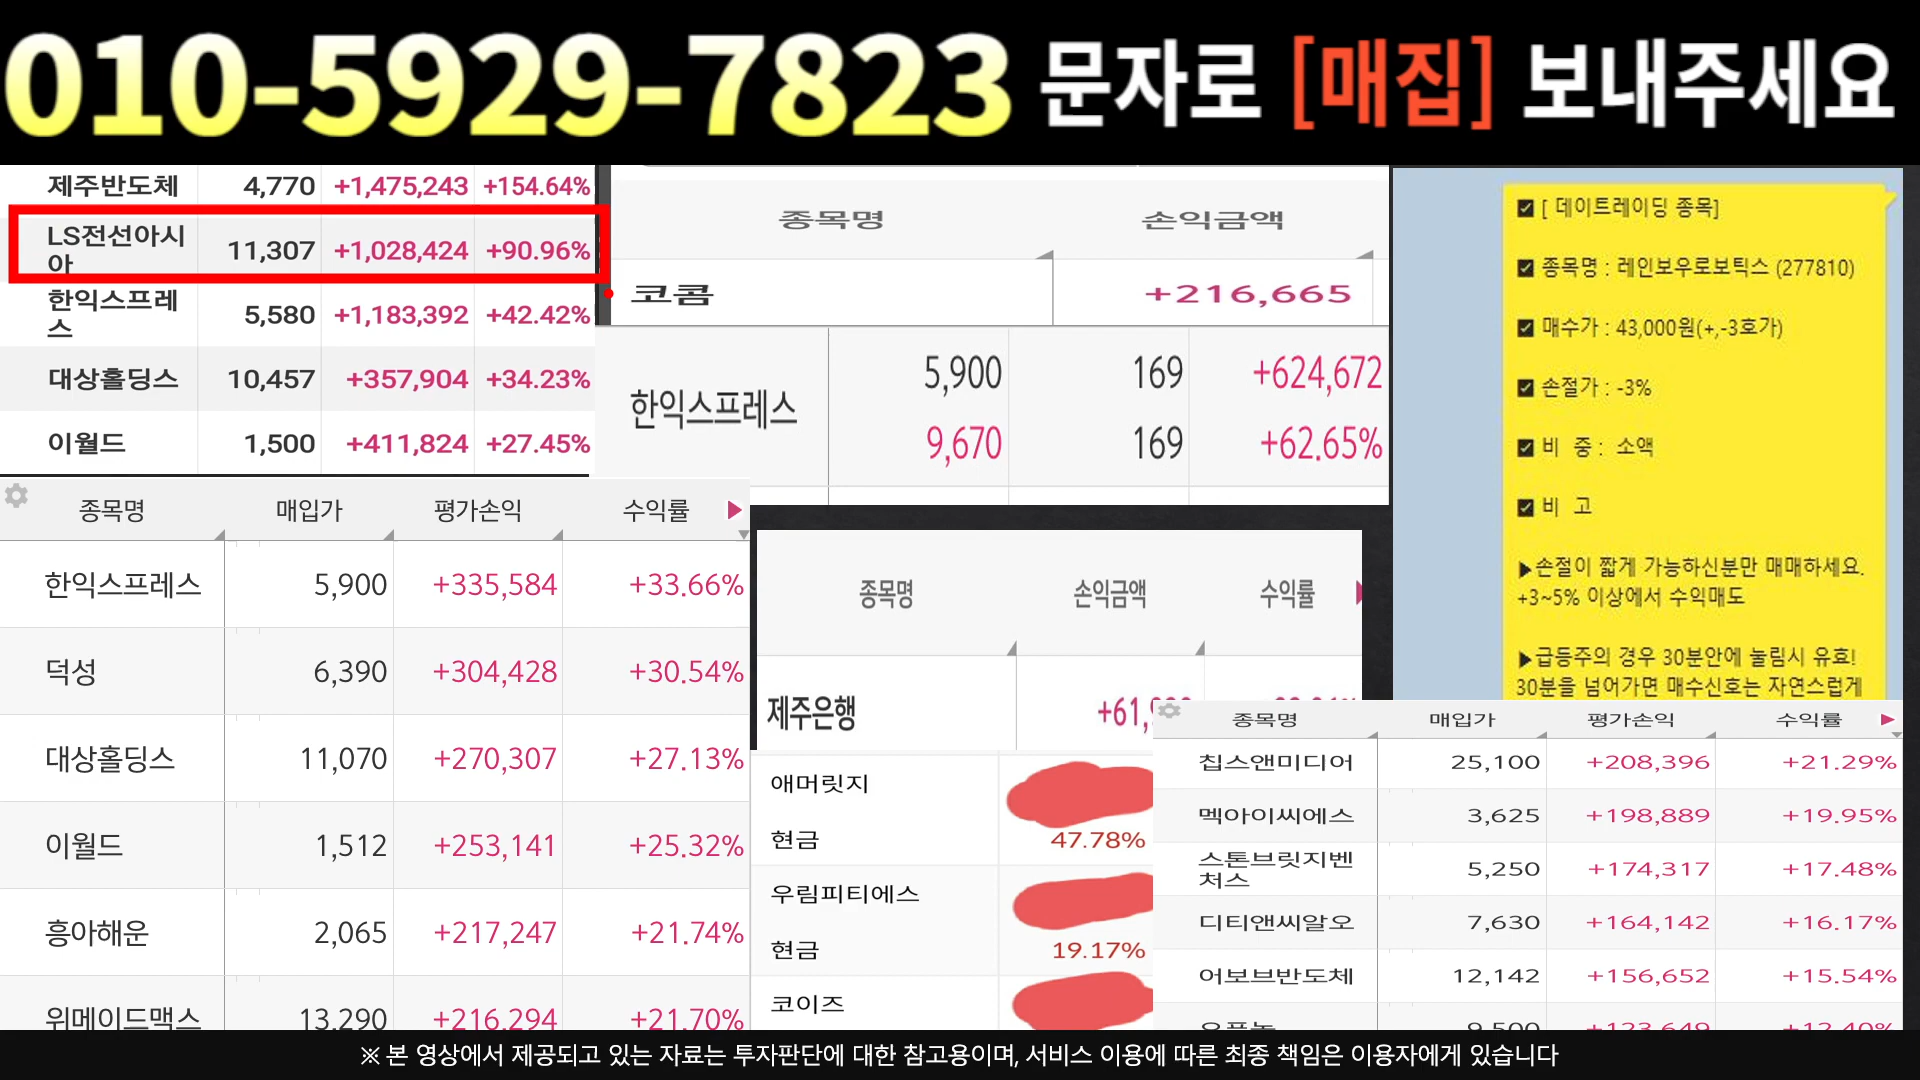 010-5929-7823 문자로 [매집] 보내주세요
제주반도체 4,770 +1,475,243 +154.64%
LS전선아시
아 11,307 +1,028,424 +90.96%
한익스프레
스 5,580 +1,183,392 +42.42%
대상홀딩스 10,457 +357,904 +34.23%
이월드 1,500 +411,824 +27.45%
종목명 손익금액
코콤 +216,665
한익스프레스 5,900 169 +624,672
9,670 169 +62.65%
☑ [ 데이트레이딩 종목]
☑ 종목명 : 레인보우로보틱스 (277810)
☑ 매수가 : 43,000원(+,-3호가)
☑ 손절가 : -3%
☑ 비 중 : 소액
☑ 비 고
▶손절이 짧게 가능하신분만 매매하세요.
+3~5% 이상에서 수익매도
▶급등주의 경우 30분안에 눌림시 유효!
30분을 넘어가면 매수신호는 자연스럽게
종목명 매입가 평가손익 수익률
한익스프레스 5,900 +335,584 +33.66%
덕성 6,390 +304,428 +30.54%
대상홀딩스 11,070 +270,307 +27.13%
이월드 1,512 +253,141 +25.32%
흥아해운 2,065 +217,247 +21.74%
위메이드맥스 13,290 +216,294 +21.70%
종목명 손익금액 수익률
제주은행
애머릿지
현금 47.78%
우림피티에스
현금 19.17%
코이즈
종목명 매입가 평가손익 수익률
칩스앤미디어 25,100 +208,396 +21.29%
멕아이씨에스 3,625 +198,889 +19.95%
스톤브릿지벤
처스 5,250 +174,317 +17.48%
디티앤씨알오 7,630 +164,142 +16.17%
어보브반도체 12,142 +156,652 +15.54%
※ 본 영상에서 제공되고 있는 자료는 투자판단에 대한 참고용이며, 서비스 이용에 따른 최종 책임은 이용자에게 있습니다